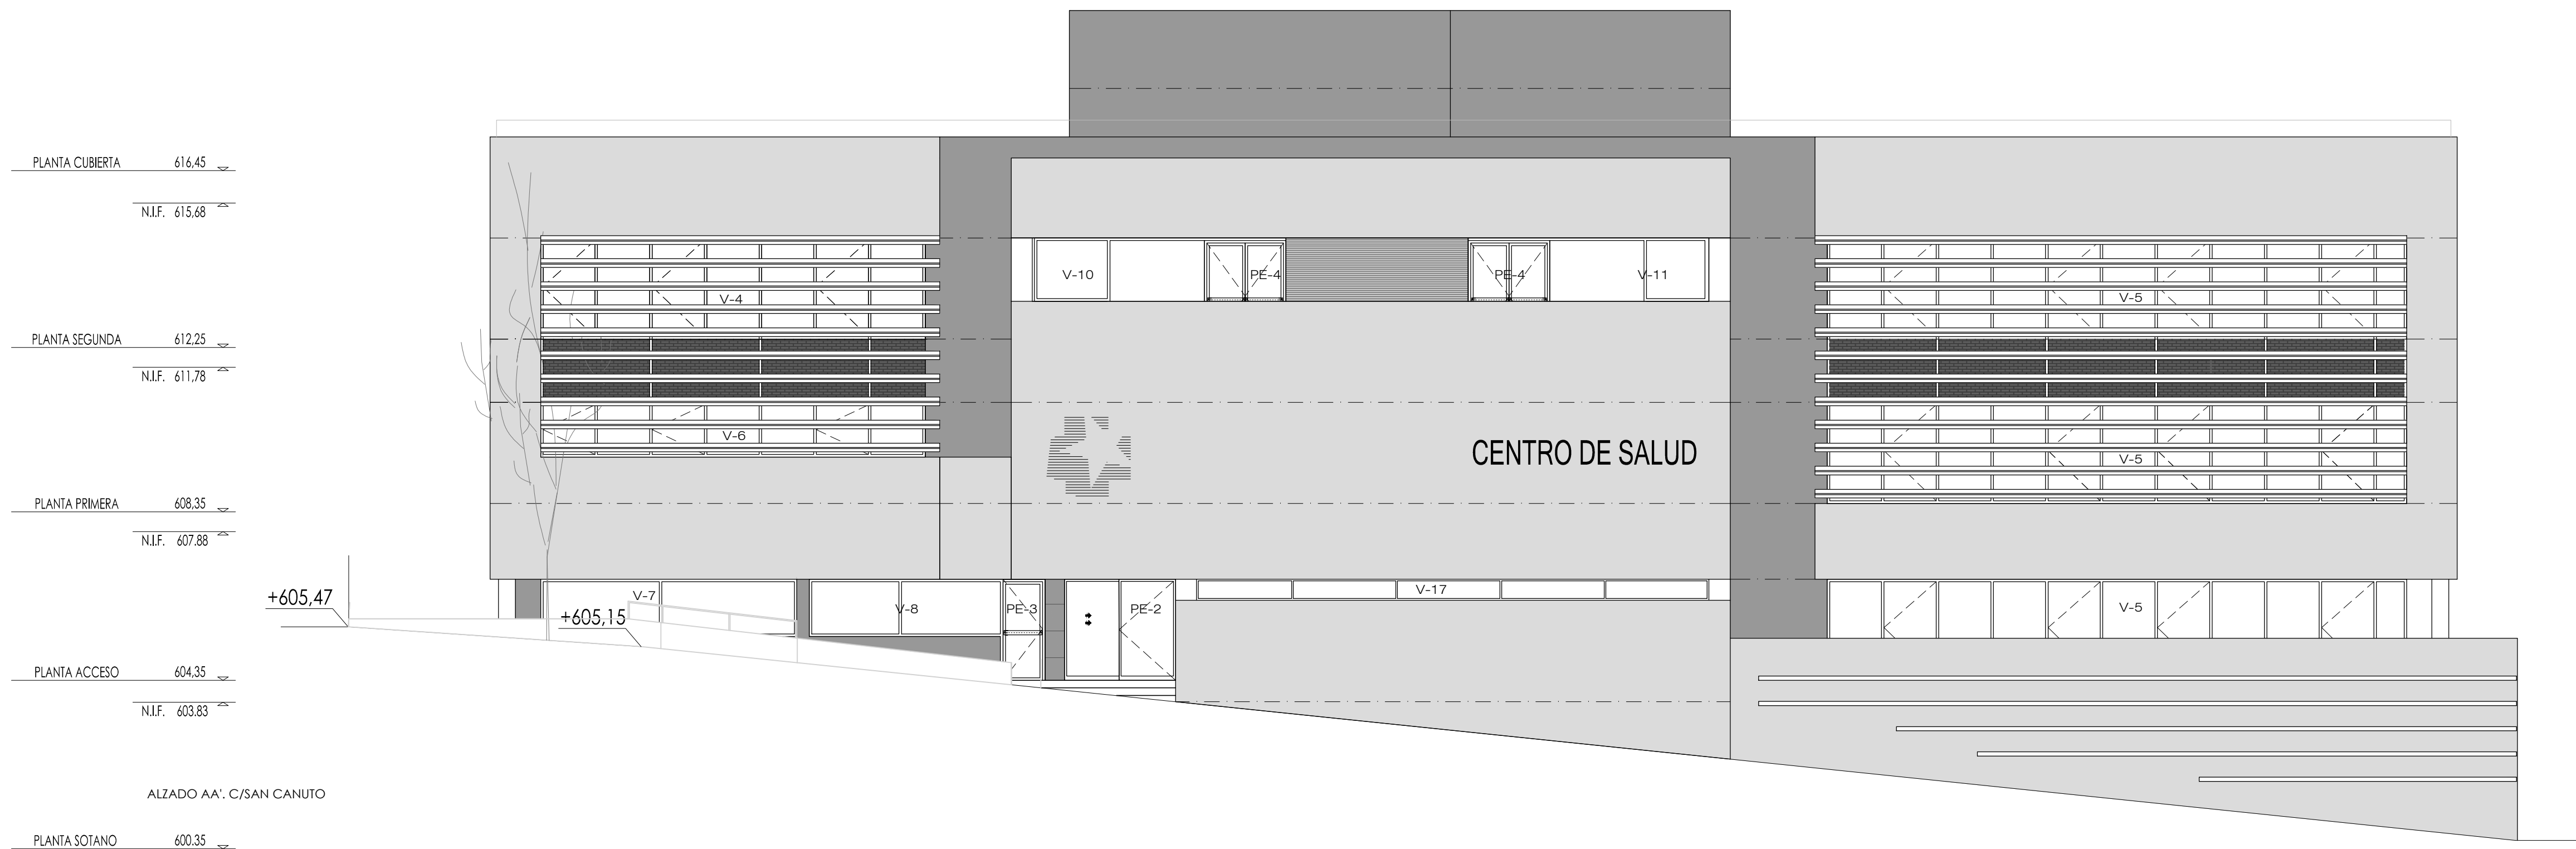 PLANTA CUBIERTA 616,45
N.I.F. 615,68
V-10 PE-4 PE-4 V-11
V-4 V-5
PLANTA SEGUNDA 612,25
N.I.F. 611,78
V-6 CENTRO DE SALUD V-5
PLANTA PRIMERA 608,35
N.I.F. 607.88
+605,47 V-7 +605,15 V-8 PE-3 PE-2 V-17 V-5
PLANTA ACCESO 604,35
N.I.F. 603.83
ALZADO AA'. C/SAN CANUTO
PLANTA SOTANO 600.35